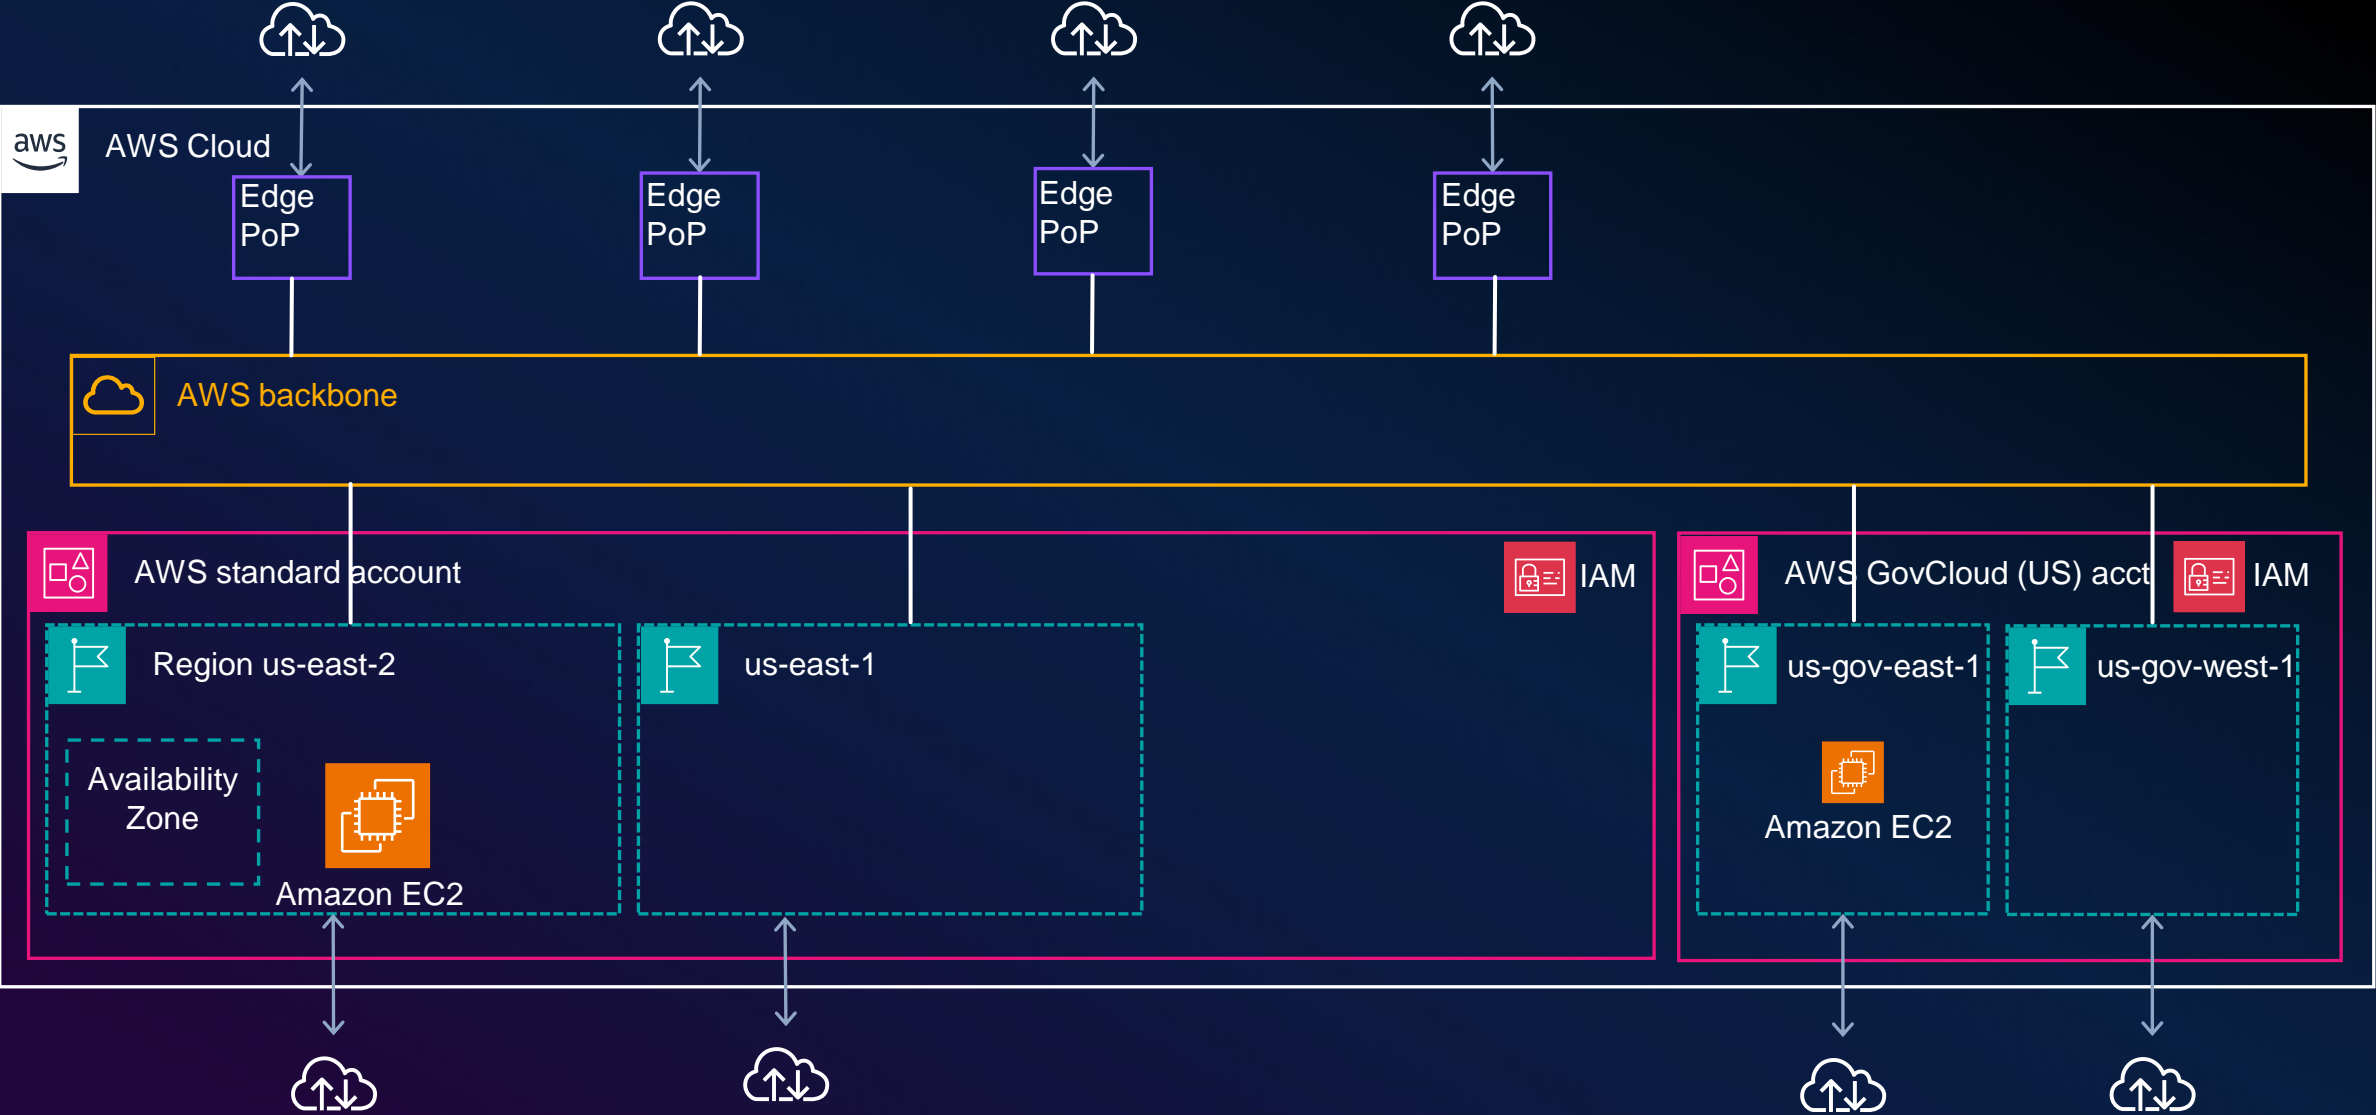 aws
AWS Cloud
Edge
PoP
Edge
PoP
Edge
PoP
Edge
PoP
AWS backbone
AWS standard account
IAM
AWS GovCloud (US) acct
IAM
Region us-east-2
us-east-1
us-gov-east-1
us-gov-west-1
Availability
Zone
Amazon EC2
Amazon EC2